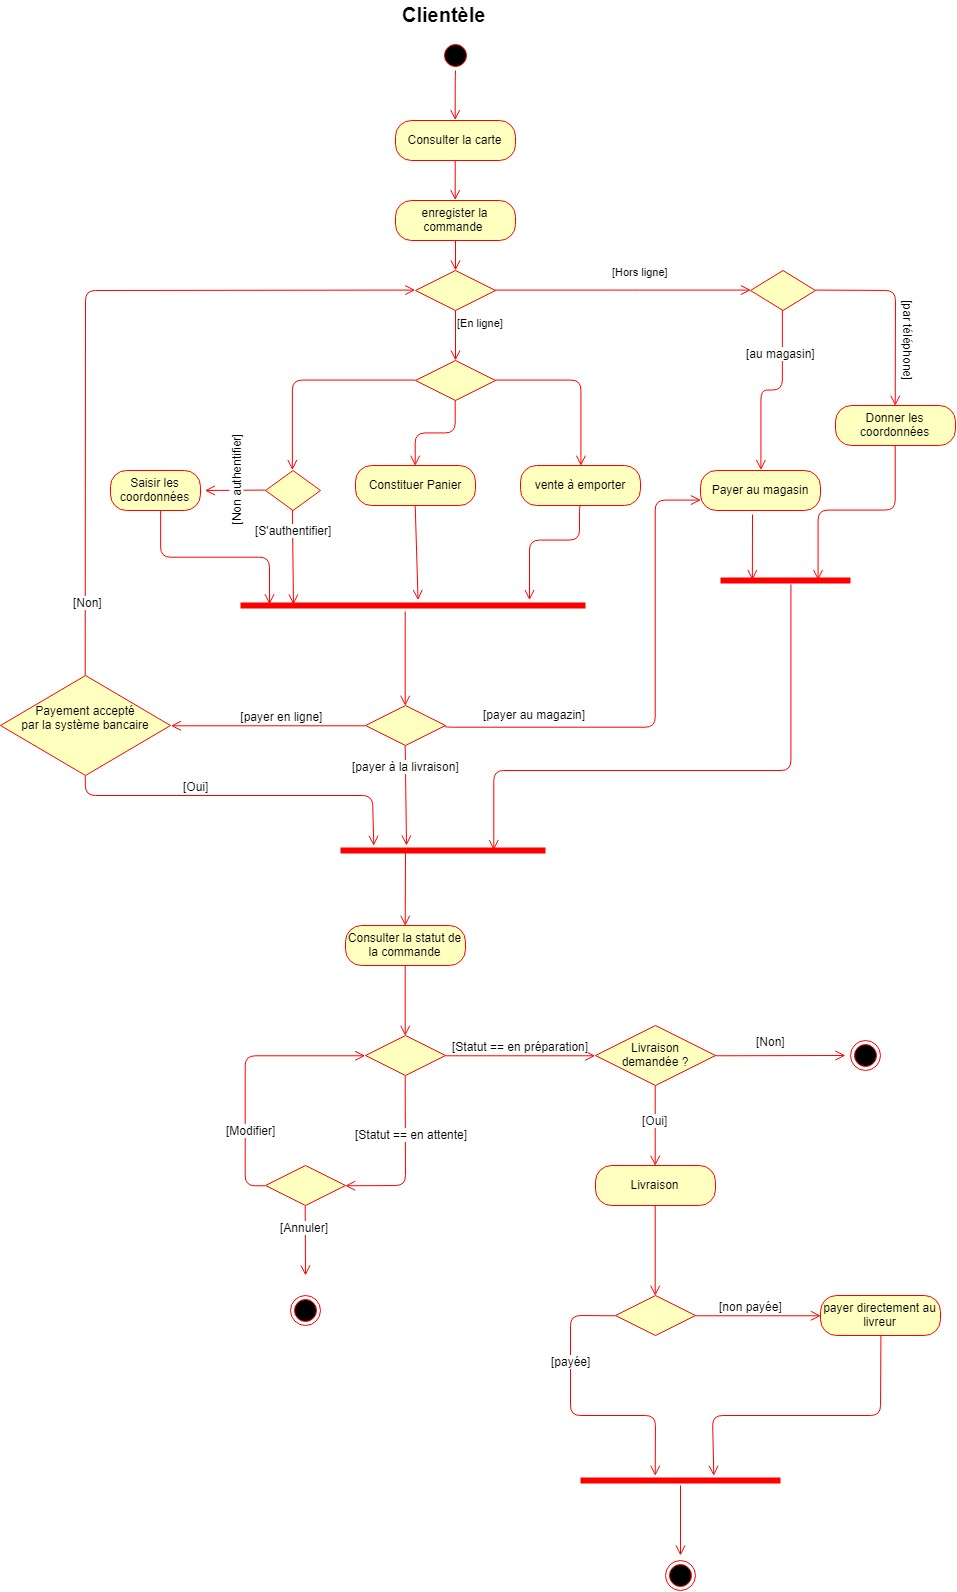 Clientèle
Consulter la carte
enregister la
commande
[Hors ligne]
[En ligne]
[par téléphone]
[au magasin]
Donner les
coordonnées
[Non authentifier]
Saisir les
coordonnées
Constituer Panier
vente à emporter
Payer au magasin
[S'authentifier]
[Non]
Payement accepté
par la système bancaire
[payer en ligne]
[payer au magazin]
[payer à la livraison]
[Oui]
Consulter la statut de
la commande
[Statut == en préparation]
Livraison
demandée ?
[Non]
[Modifier]
[Statut == en attente]
[Oui]
Livraison
[Annuler]
[non payée]
payer directement au
livreur
[payée]